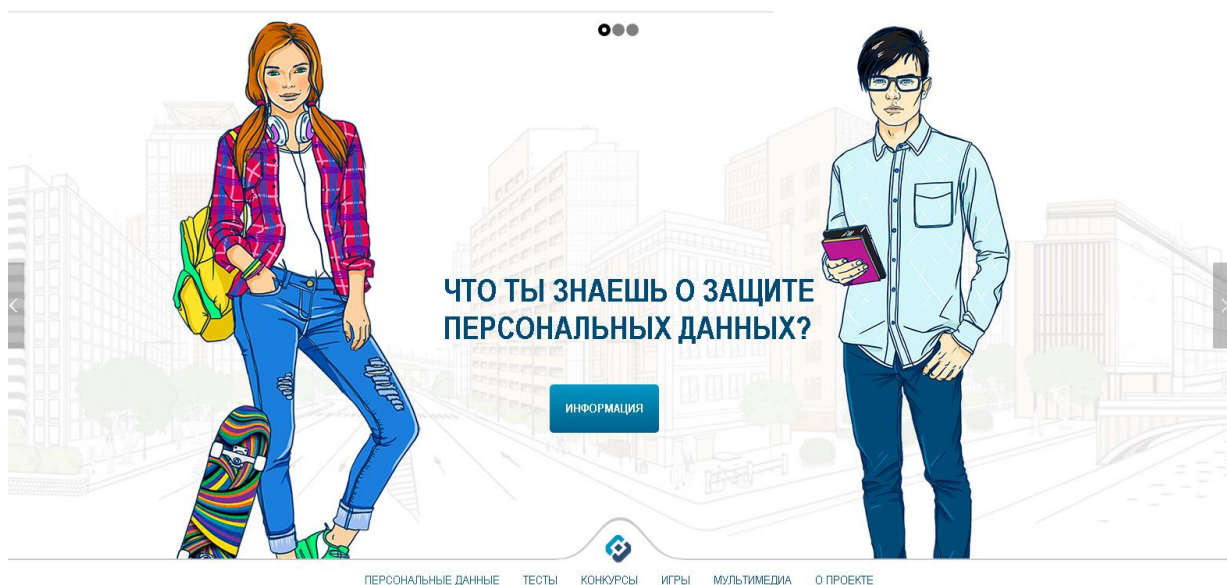 ЧТО ТЫ ЗНАЕШЬ О ЗАЩИТЕ
ПЕРСОНАЛЬНЫХ ДАННЫХ?
ИНФОРМАЦИЯ
ПЕРСОНАЛЬНЫЕ ДАННЫЕ ТЕСТЫ КОНКУРСЫ ИГРЫ МУЛЬТИМЕДИА О ПРОЕКТЕ